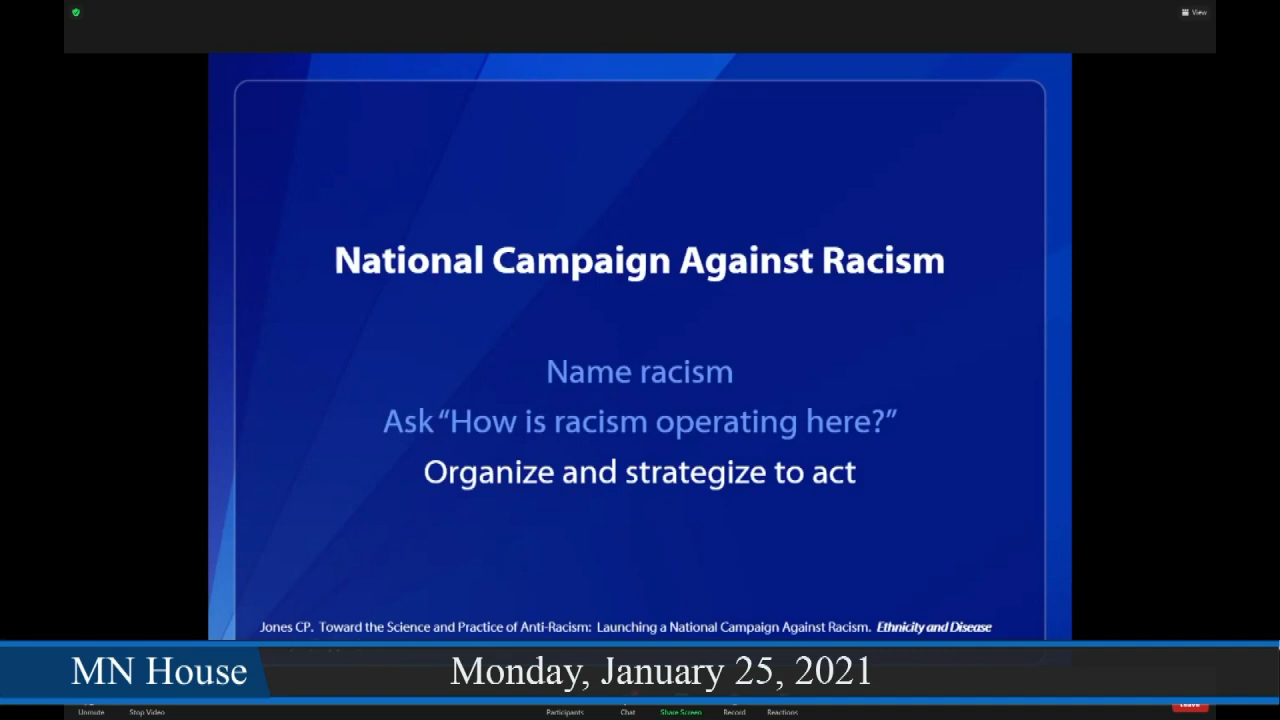 View
National Campaign Against Racism
Name racism
Ask “How is racism operating here?”
Organize and strategize to act
Jones CP. Toward the Science and Practice of Anti-Racism: Launching a National Campaign Against Racism. Ethnicity and Disease
MN House
Monday, January 25, 2021
Unmute Stop Video Participants Chat Share Screen Record Reactions Leave